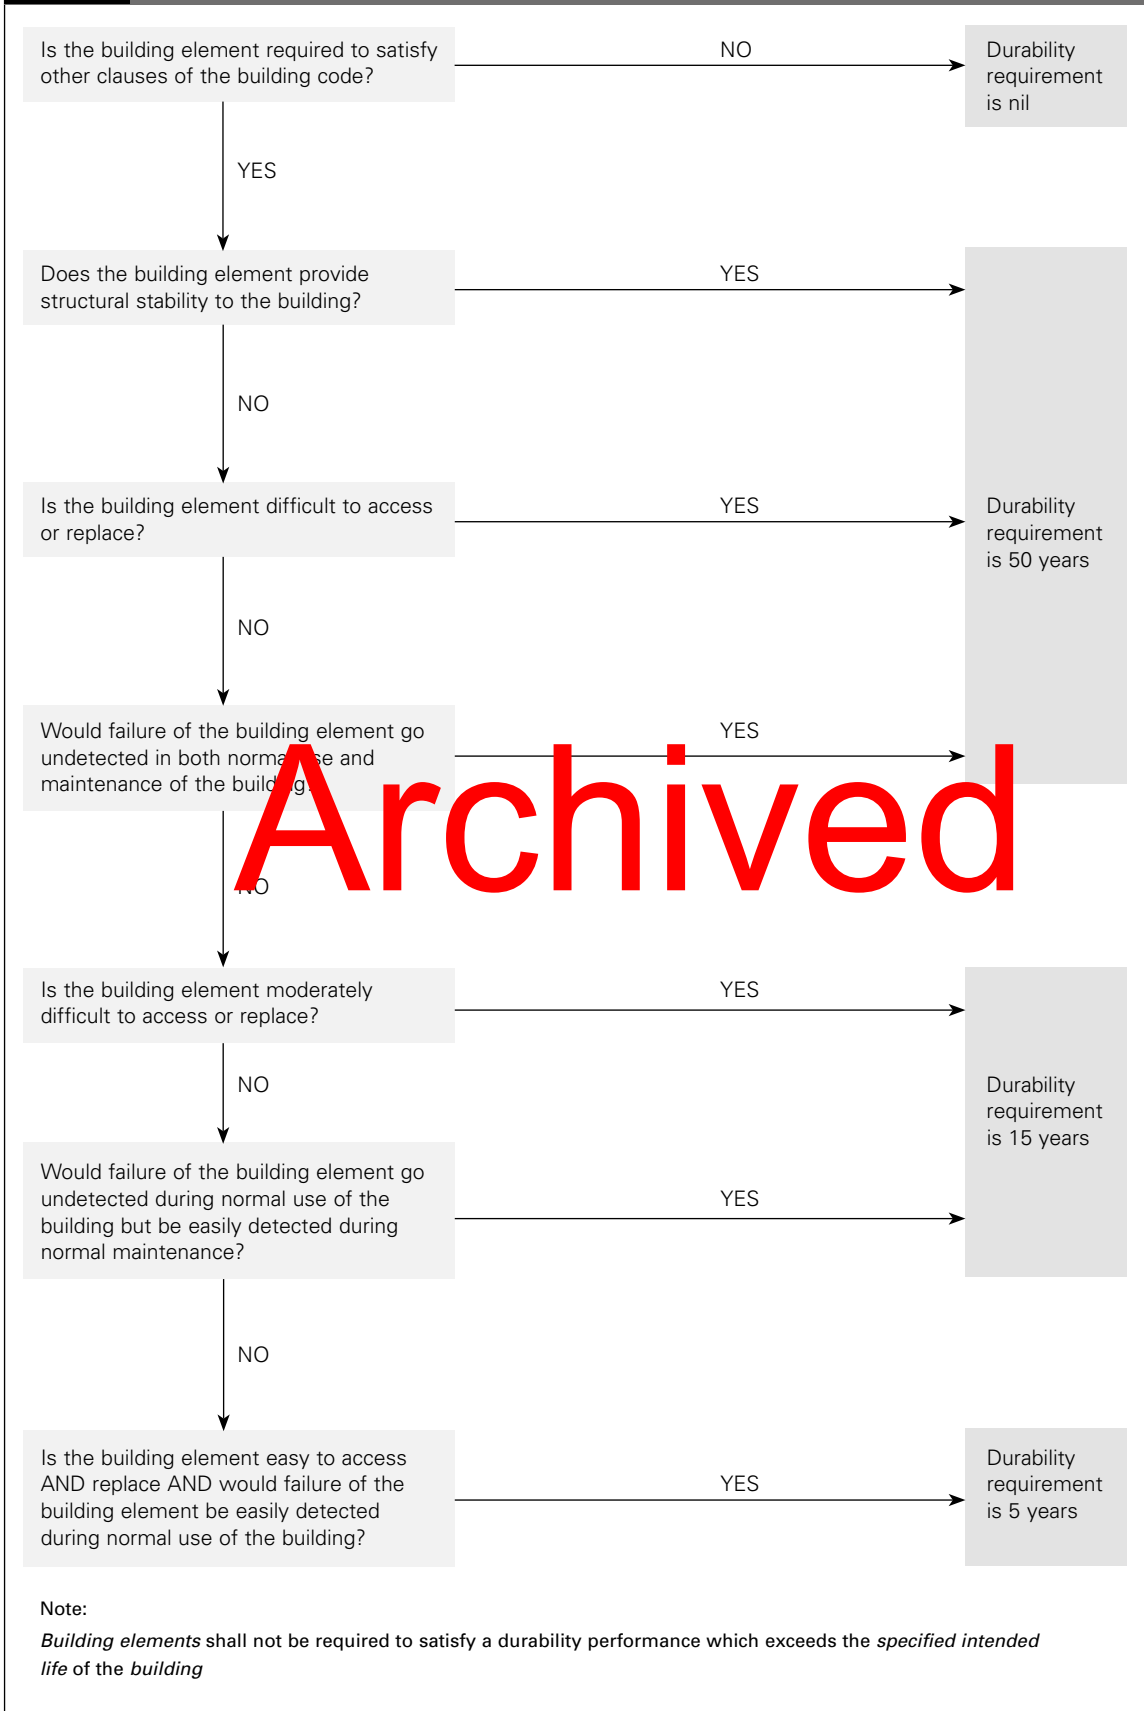 Is the building element required to satisfy
other clauses of the building code?
NO
Durability
requirement
is nil
YES
Does the building element provide
structural stability to the building?
YES
NO
Is the building element difficult to access
or replace?
YES
Durability
requirement
is 50 years
NO
Would failure of the building element go
undetected in both normal use and
maintenance of the building?
YES
Archived
NO
Is the building element moderately
difficult to access or replace?
YES
NO
Durability
requirement
is 15 years
Would failure of the building element go
undetected during normal use of the
building but be easily detected during
normal maintenance?
YES
NO
Is the building element easy to access
AND replace AND would failure of the
building element be easily detected
during normal use of the building?
YES
Durability
requirement
is 5 years
Note:
Building elements shall not be required to satisfy a durability performance which exceeds the specified intended
life of the building